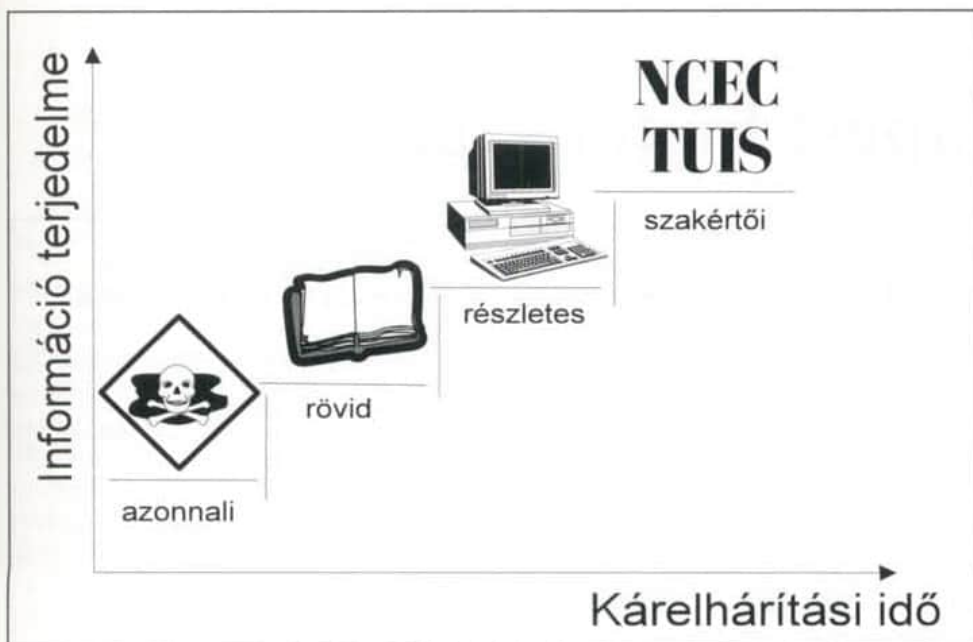 Információ terjedelme
NCEC
TUIS
szakértői
részletes
rövid
azonnali
Kárelhárítási idő